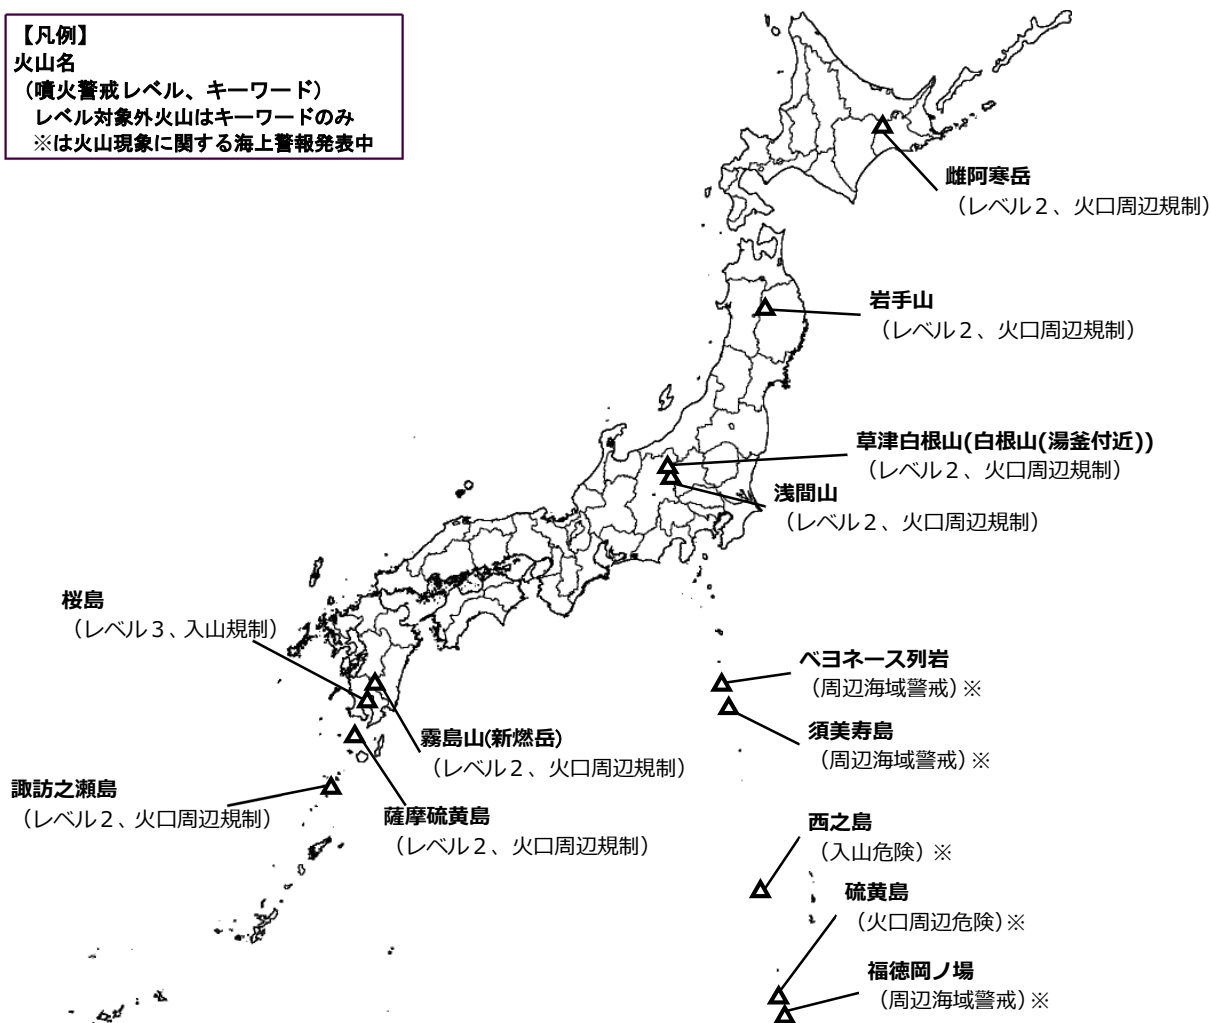 【凡例】
火山名
（噴火警戒レベル、キーワード）
レベル対象外火山はキーワードのみ
※は火山現象に関する海上警報発表中
雌阿寒岳
（レベル２、火口周辺規制）
岩手山
（レベル２、火口周辺規制）
草津白根山(白根山(湯釜付近))
（レベル２、火口周辺規制）
浅間山
（レベル２、火口周辺規制）
桜島
（レベル３、入山規制）
ベヨネース列岩
（周辺海域警戒）※
須美寿島
（周辺海域警戒）※
霧島山(新燃岳)
（レベル２、火口周辺規制）
諏訪之瀬島
（レベル２、火口周辺規制）
薩摩硫黄島
（レベル２、火口周辺規制）
西之島
（入山危険）※
硫黄島
（火口周辺危険）※
福徳岡ノ場
（周辺海域警戒）※